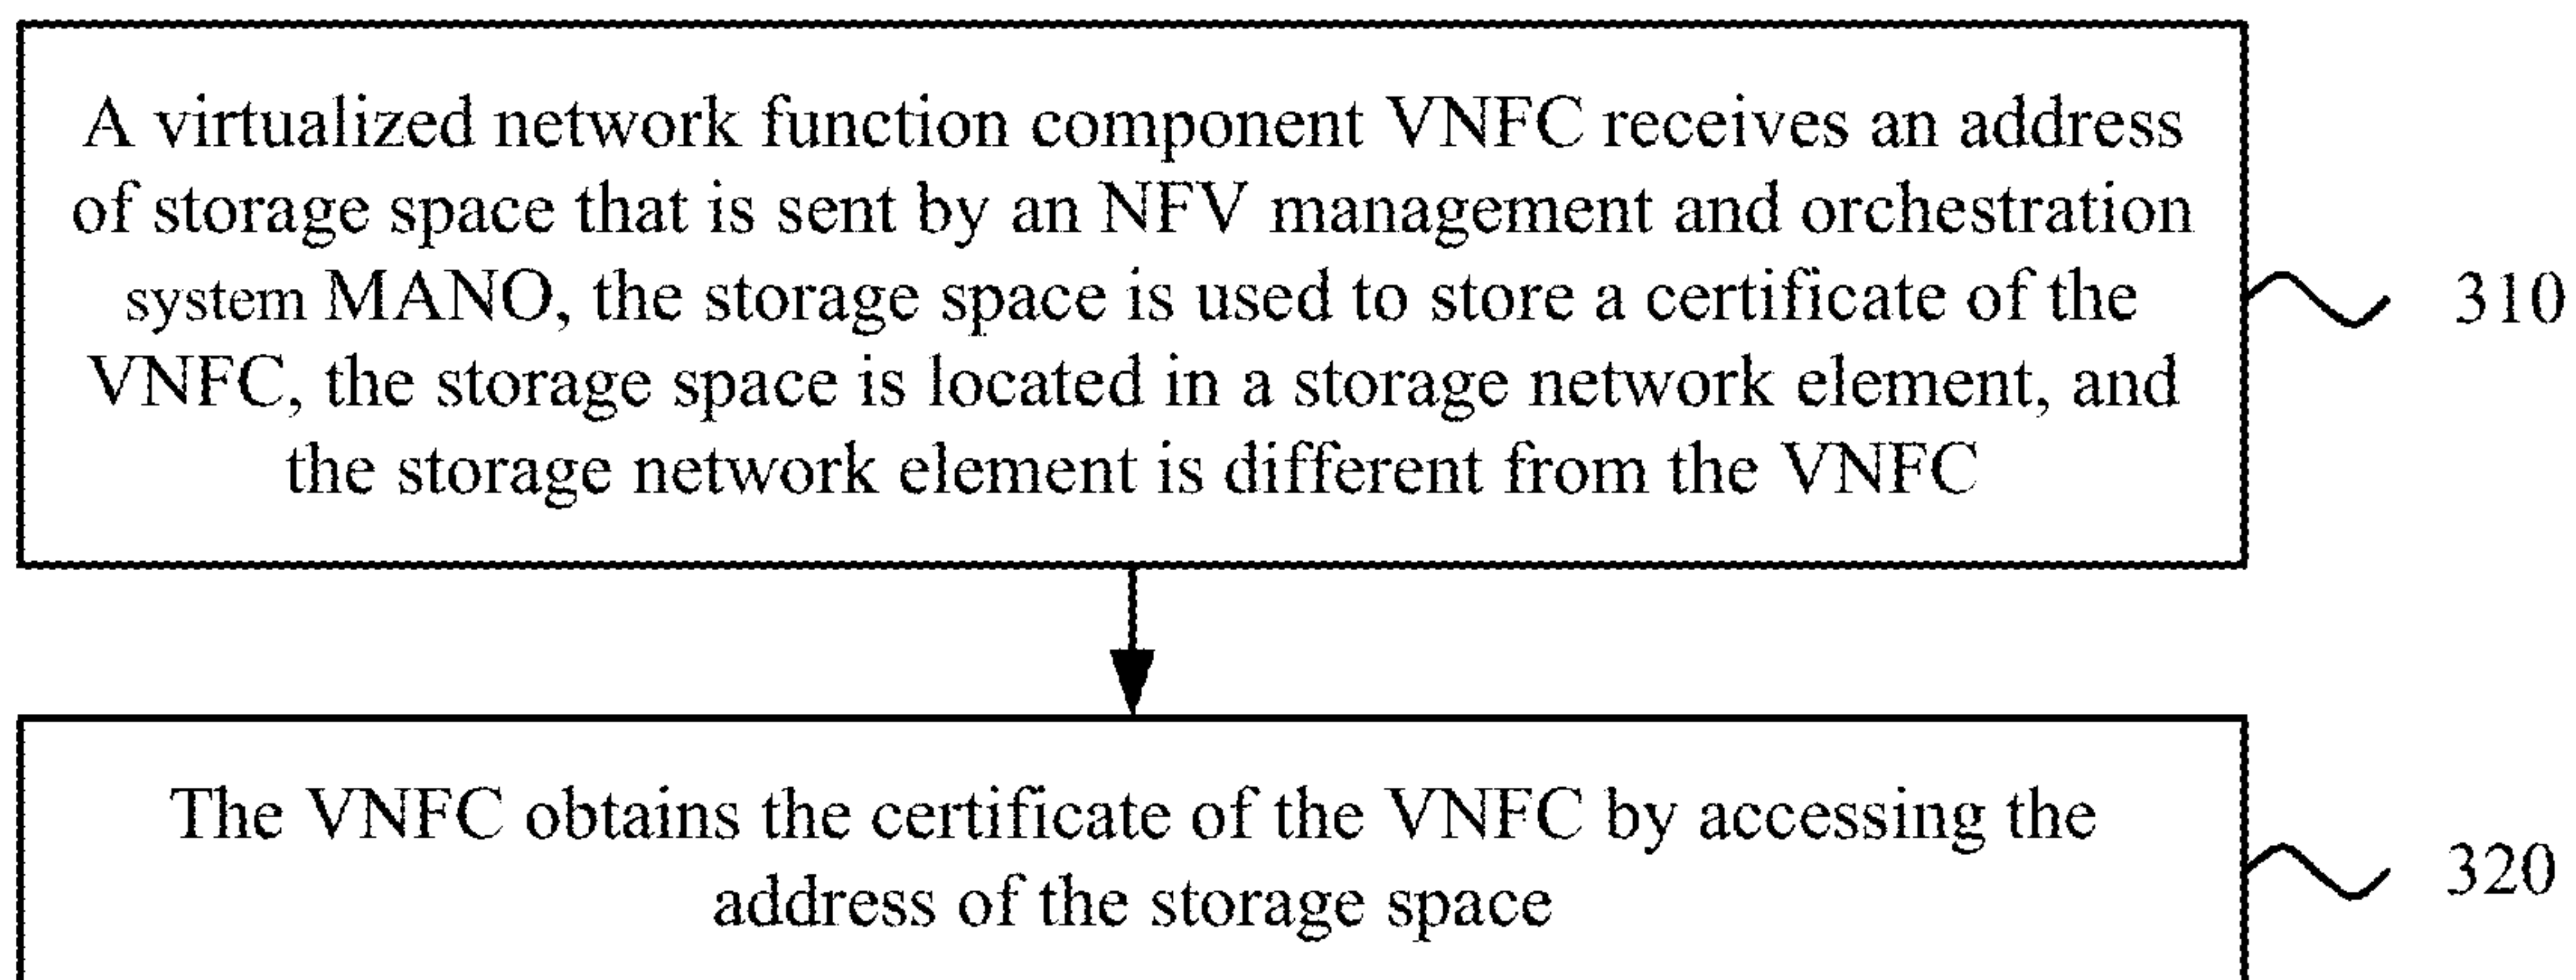 A virtualized network function component VNFC receives an address
of storage space that is sent by an NFV management and orchestration
system MANO, the storage space is used to store a certificate of the
VNFC, the storage space is located in a storage network element, and
the storage network element is different from the VNFC
310
The VNFC obtains the certificate of the VNFC by accessing the
address of the storage space
320